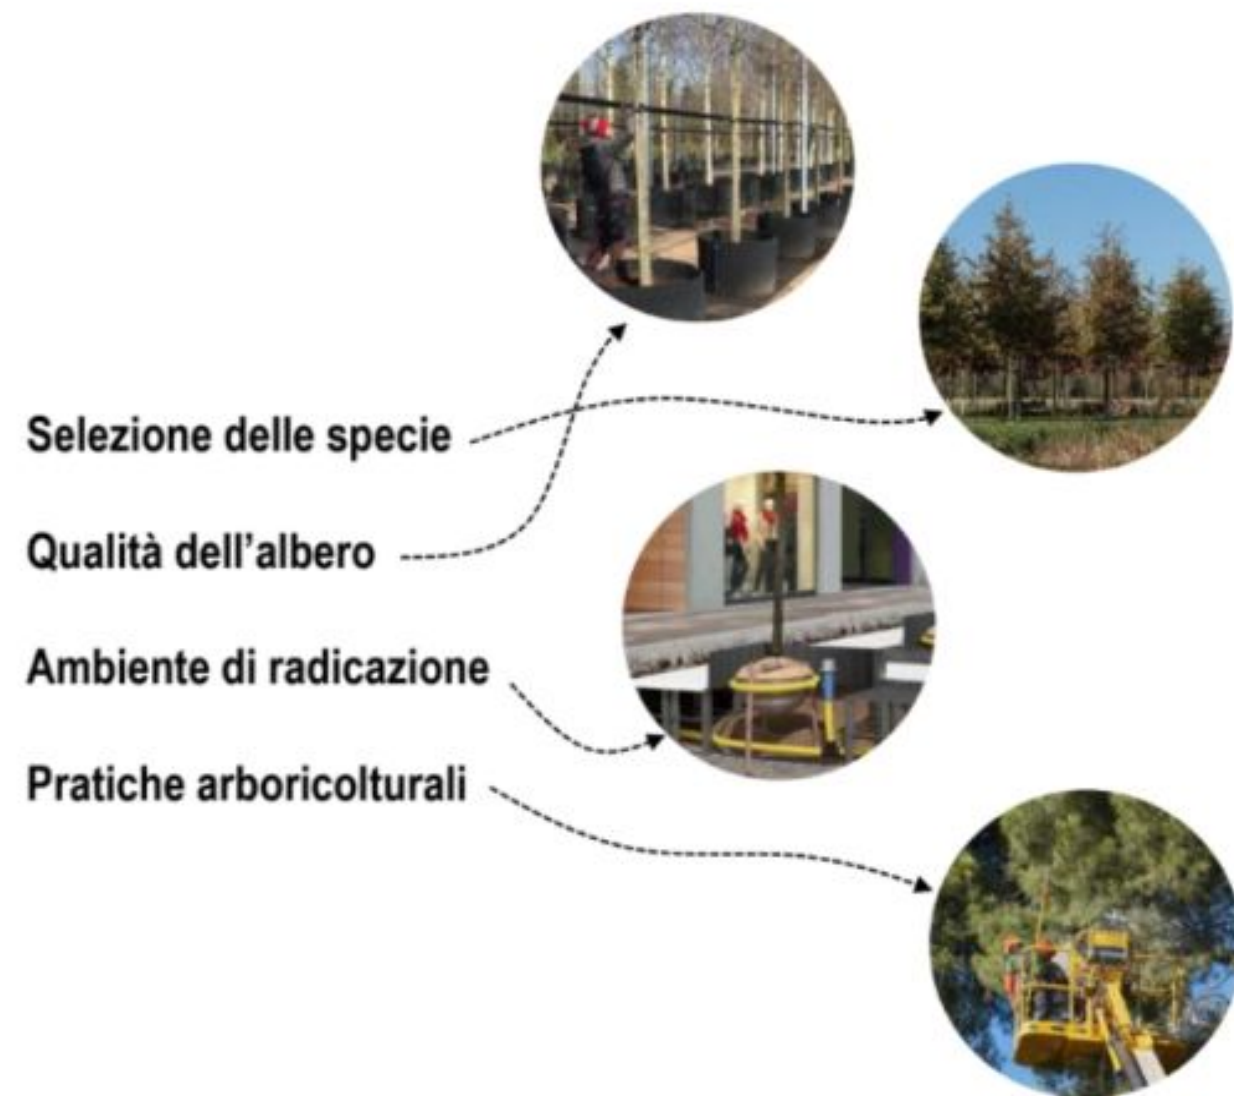 Selezione delle specie
Qualità dell’albero
Ambiente di radicazione
Pratiche arboricolturali